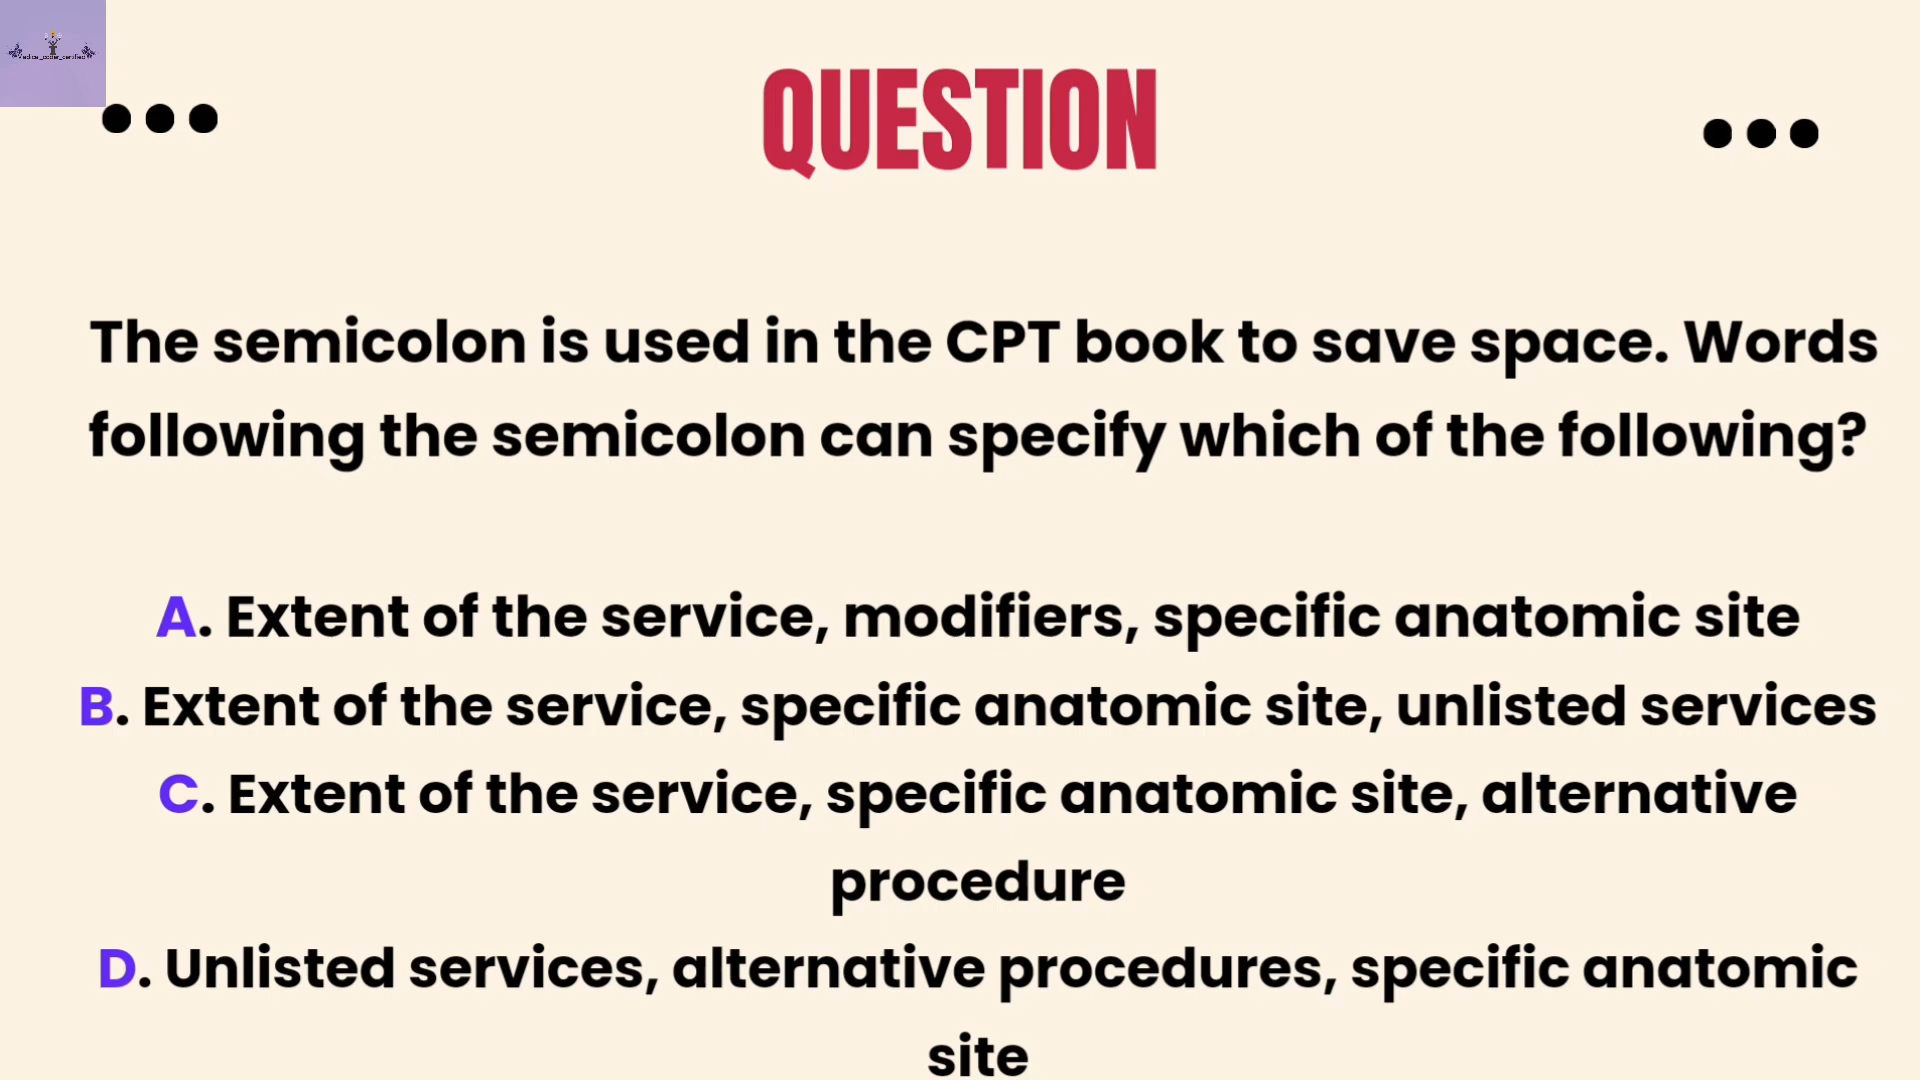 QUESTION
The semicolon is used in the CPT book to save space. Words
following the semicolon can specify which of the following?
A. Extent of the service, modifiers, specific anatomic site
B. Extent of the service, specific anatomic site, unlisted services
C. Extent of the service, specific anatomic site, alternative
procedure
D. Unlisted services, alternative procedures, specific anatomic
site